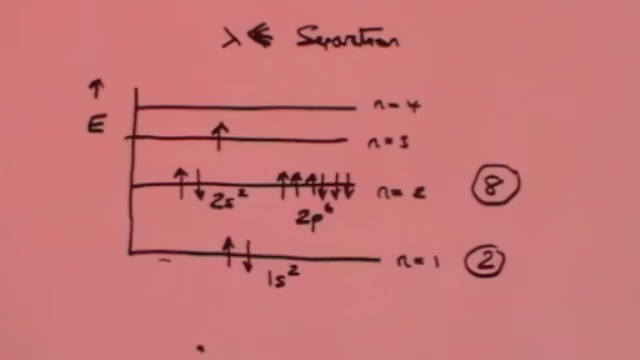 λ ≪ Separation
↑
E
n=4
n=3
2s² 2p⁶ n=2 8
1s² n=1 2